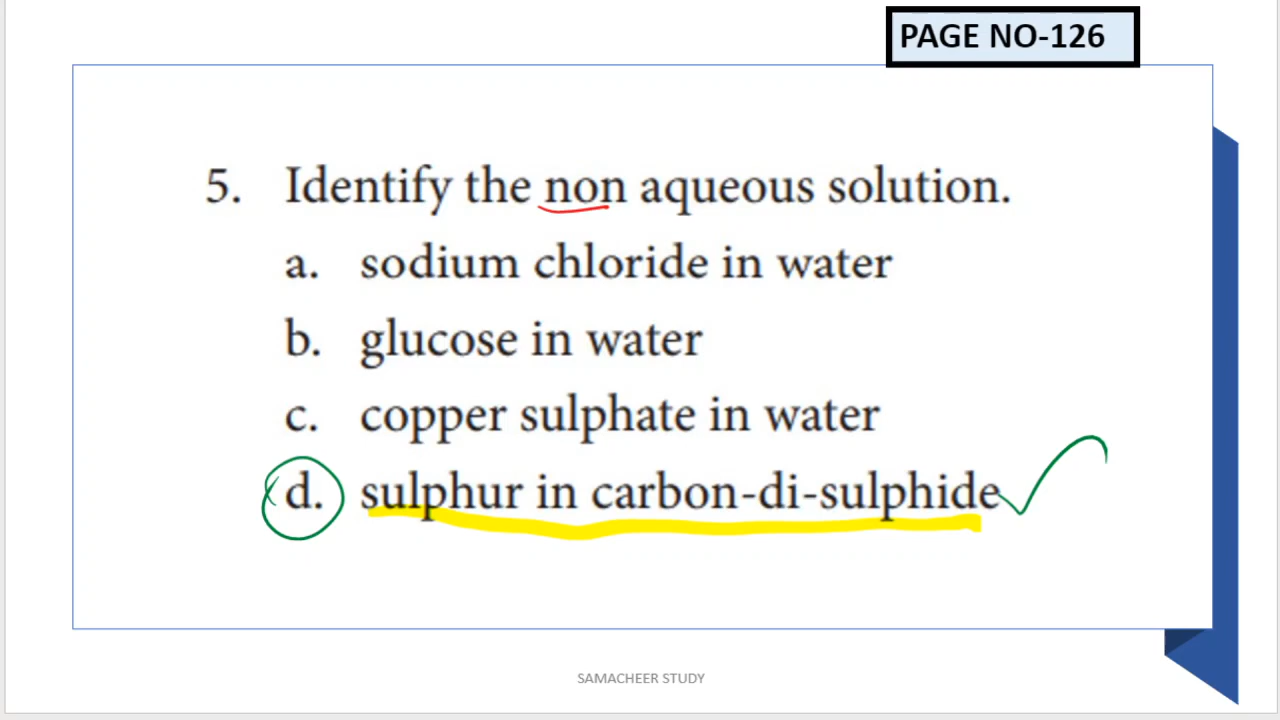 PAGE NO-126
5. Identify the non aqueous solution.
a. sodium chloride in water
b. glucose in water
c. copper sulphate in water
d. sulphur in carbon-di-sulphide
SAMACHEER STUDY